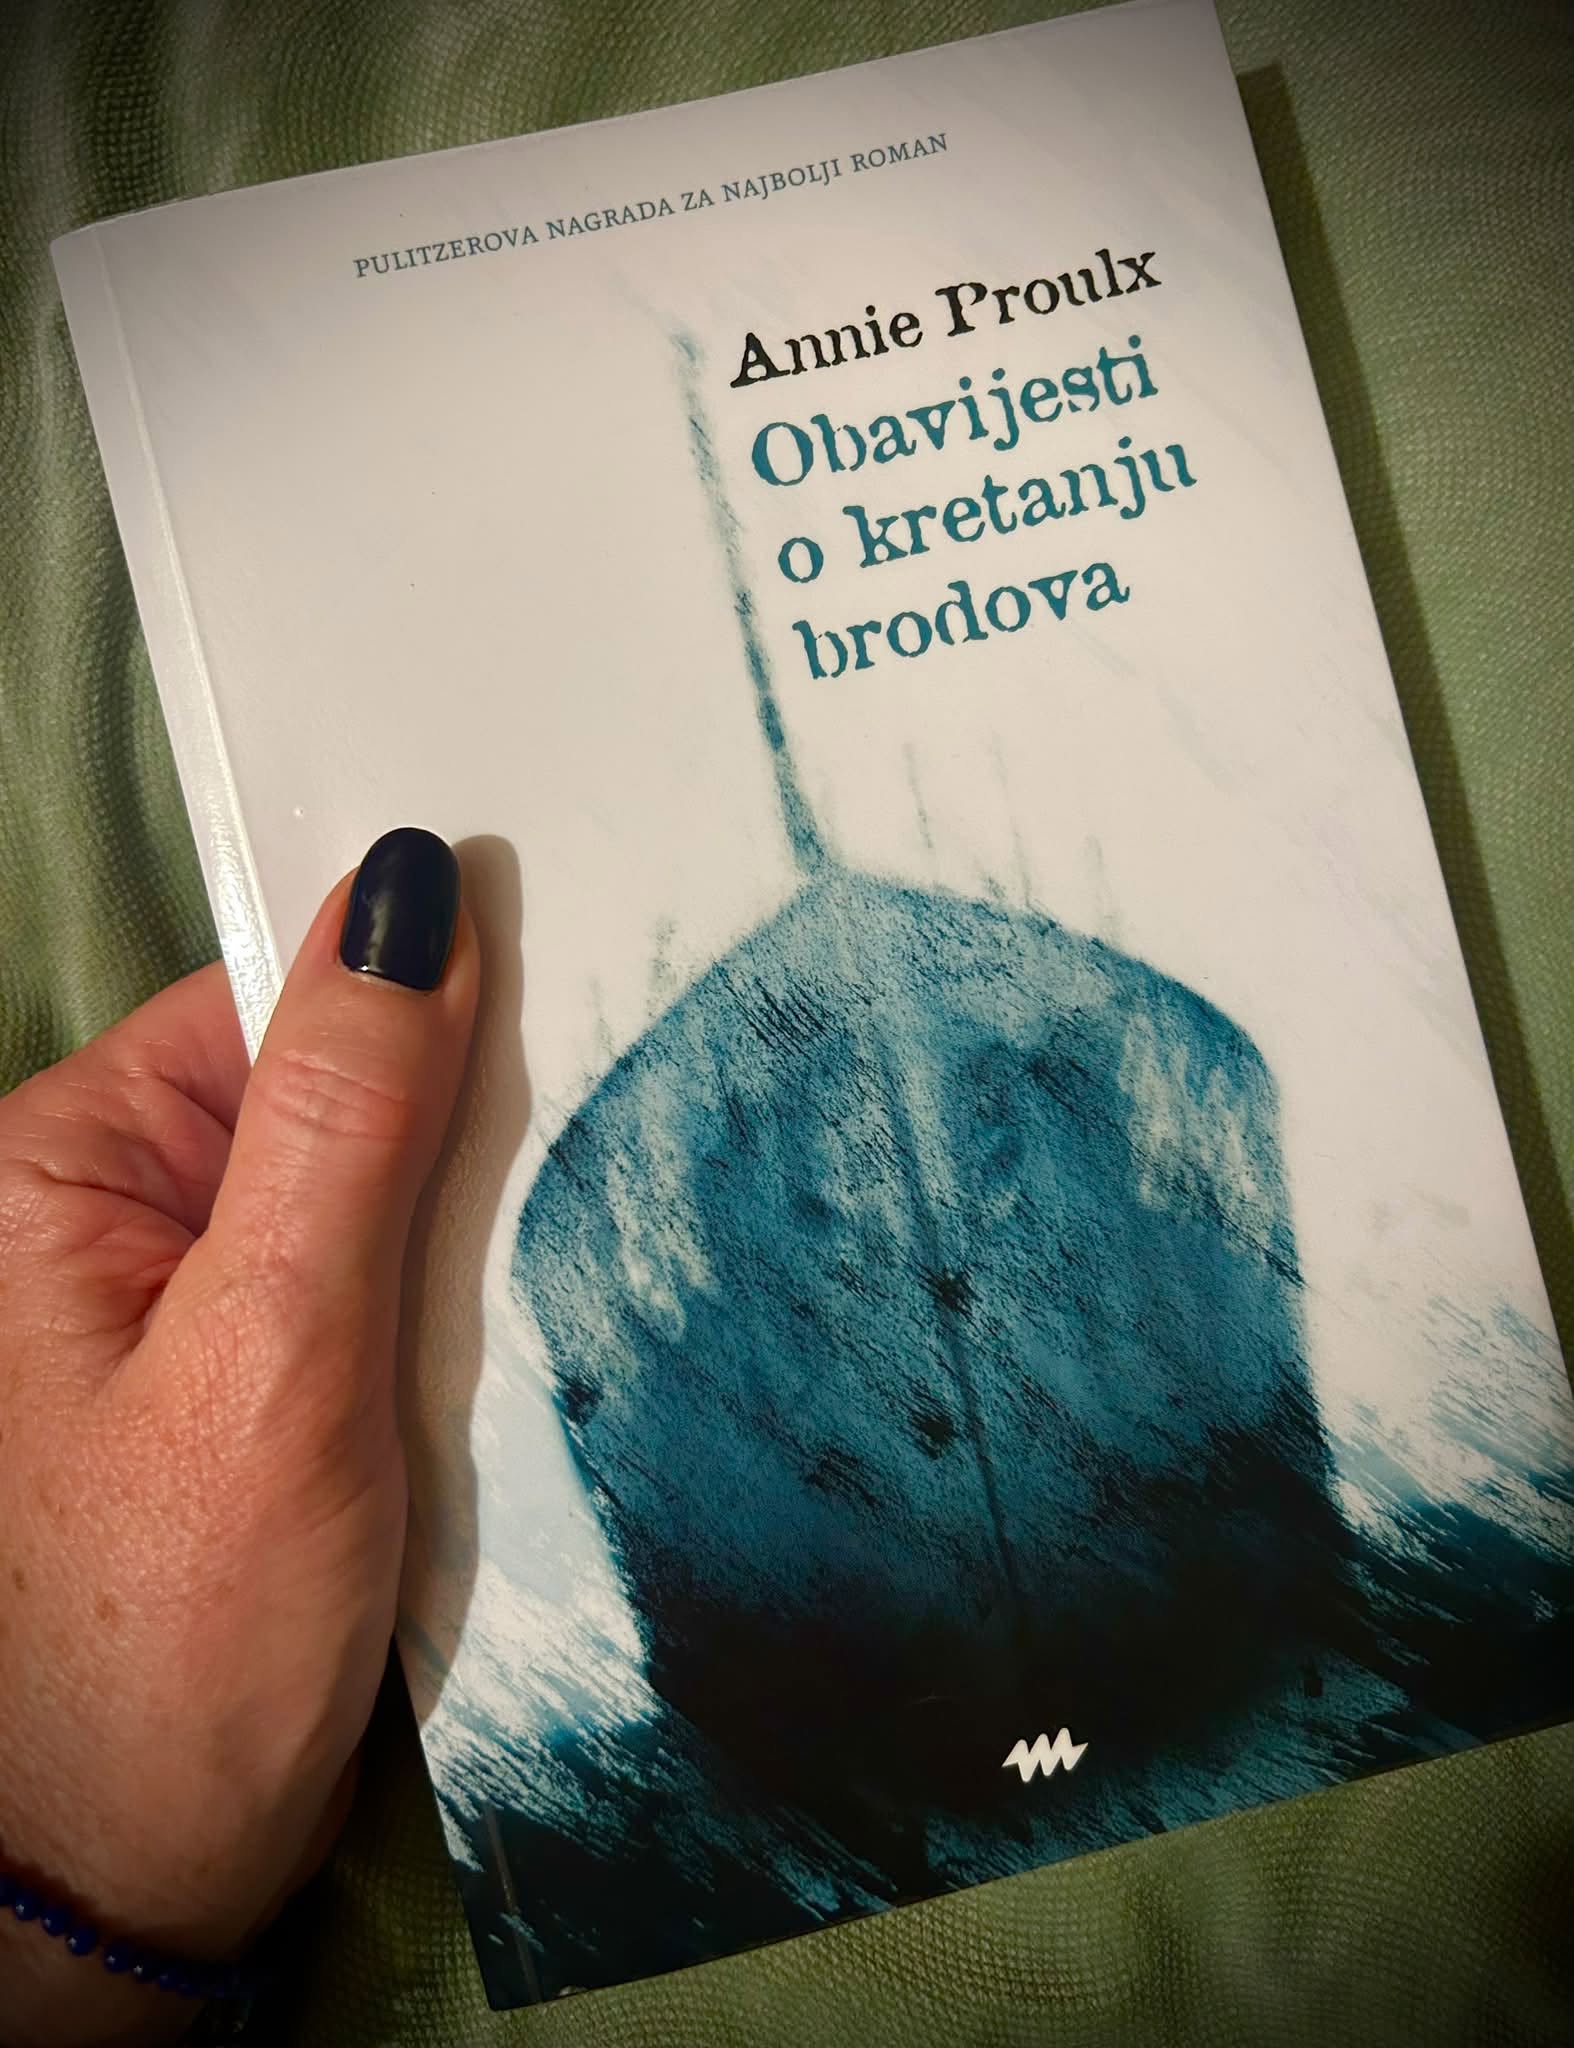 PULITZEROVA NAGRADA ZA NAJBOLJI ROMAN
Annie Proulx
Obavijesti
o kretanju
brodova